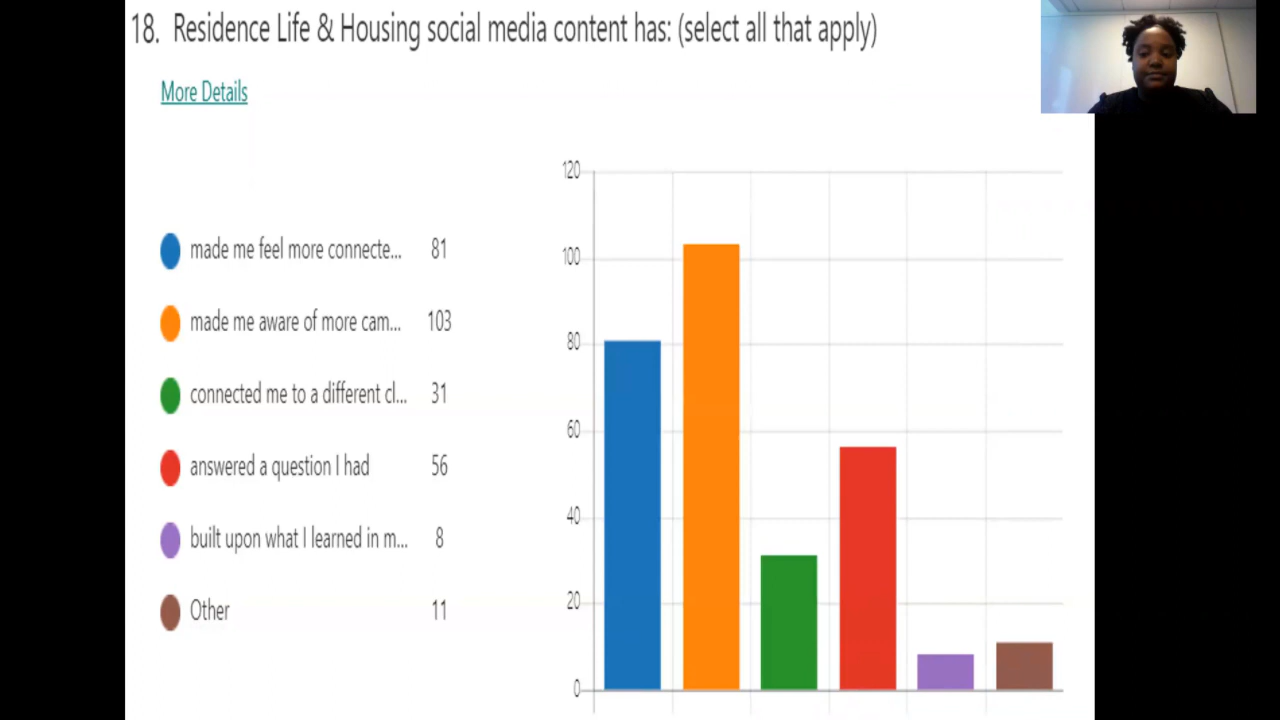 18. Residence Life & Housing social media content has: (select all that apply)
More Details
made me feel more connecte... 81
made me aware of more cam... 103
connected me to a different cl... 31
answered a question I had 56
built upon what I learned in m... 8
Other 11
120
100
80
60
40
20
0